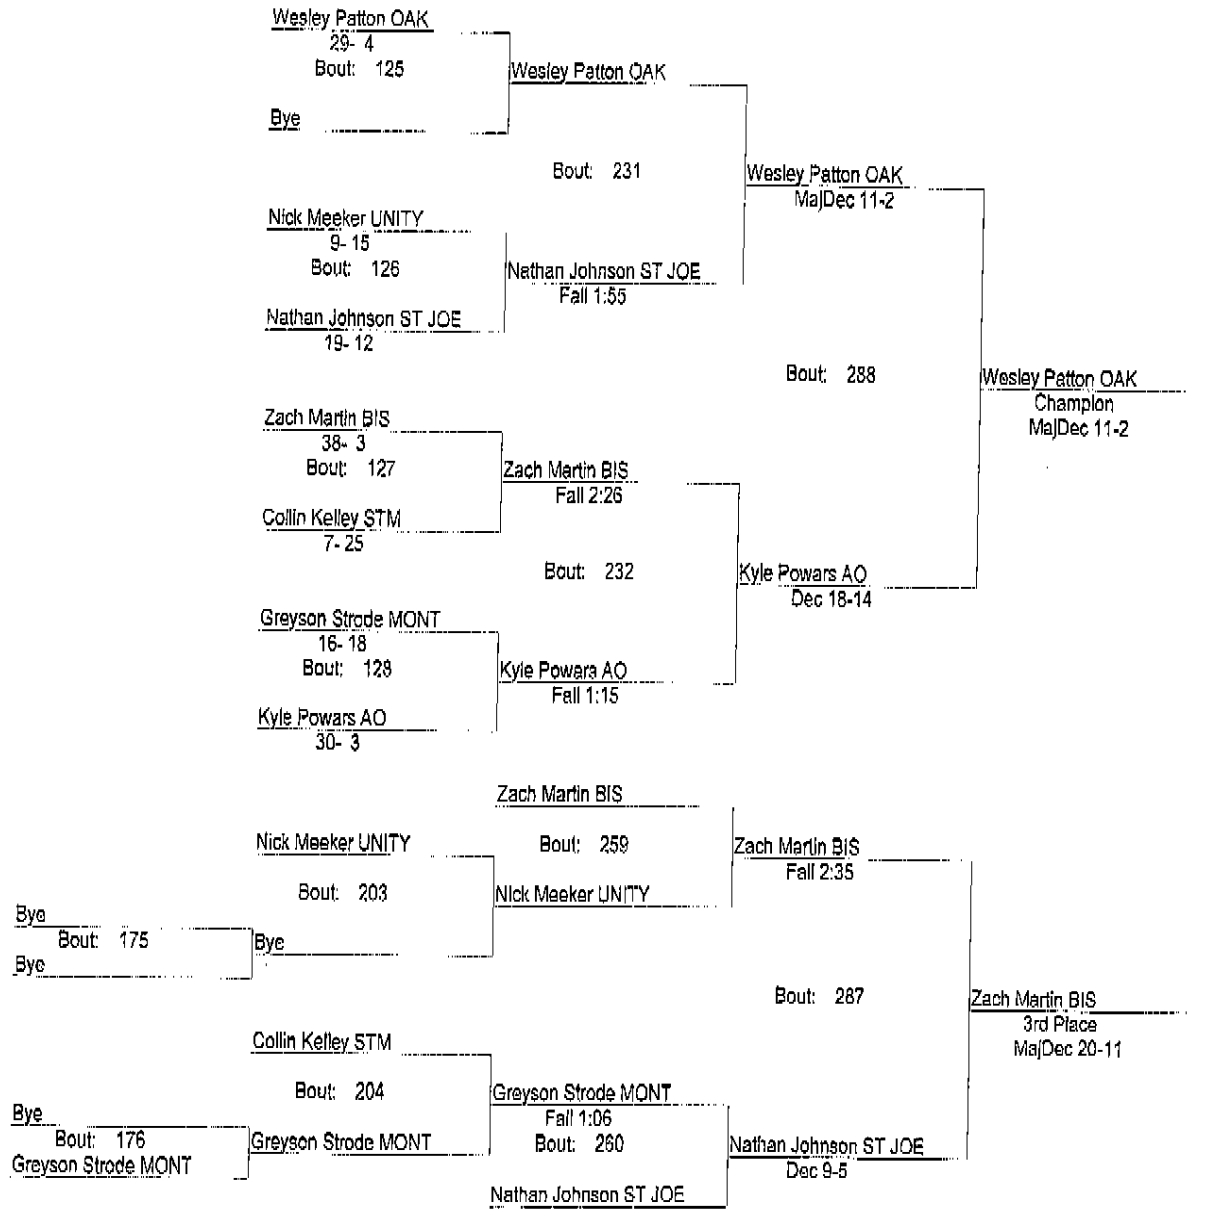 Wesley Patton OAK
29- 4
Bout: 125
Wesley Patton OAK
Bye
Bout: 231
Wesley Patton OAK
MajDec 11-2
Nick Meeker UNITY
9- 15
Bout: 126
Nathan Johnson ST JOE
Fall 1:55
Nathan Johnson ST JOE
19- 12
Bout: 288
Wesley Patton OAK
Champion
MajDec 11-2
Zach Martin BIS
38- 3
Bout: 127
Zach Martin BIS
Fall 2:26
Collin Kelley STM
7- 25
Bout: 232
Kyle Powars AO
Dec 18-14
Greyson Strode MONT
16- 18
Bout: 128
Kyle Powars AO
Fall 1:15
Kyle Powars AO
30- 3
Zach Martin BIS
Nick Meeker UNITY
Bout: 259
Zach Martin BIS
Fall 2:35
Bout: 203
Nick Meeker UNITY
Bye
Bout: 175
Bye
Bye
Bout: 287
Zach Martin BIS
3rd Place
MajDec 20-11
Collin Kelley STM
Bout: 204
Greyson Strode MONT
Fall 1:06
Bye
Bout: 176
Greyson Strode MONT
Bout: 260
Nathan Johnson ST JOE
Dec 9-5
Greyson Strode MONT
Nathan Johnson ST JOE